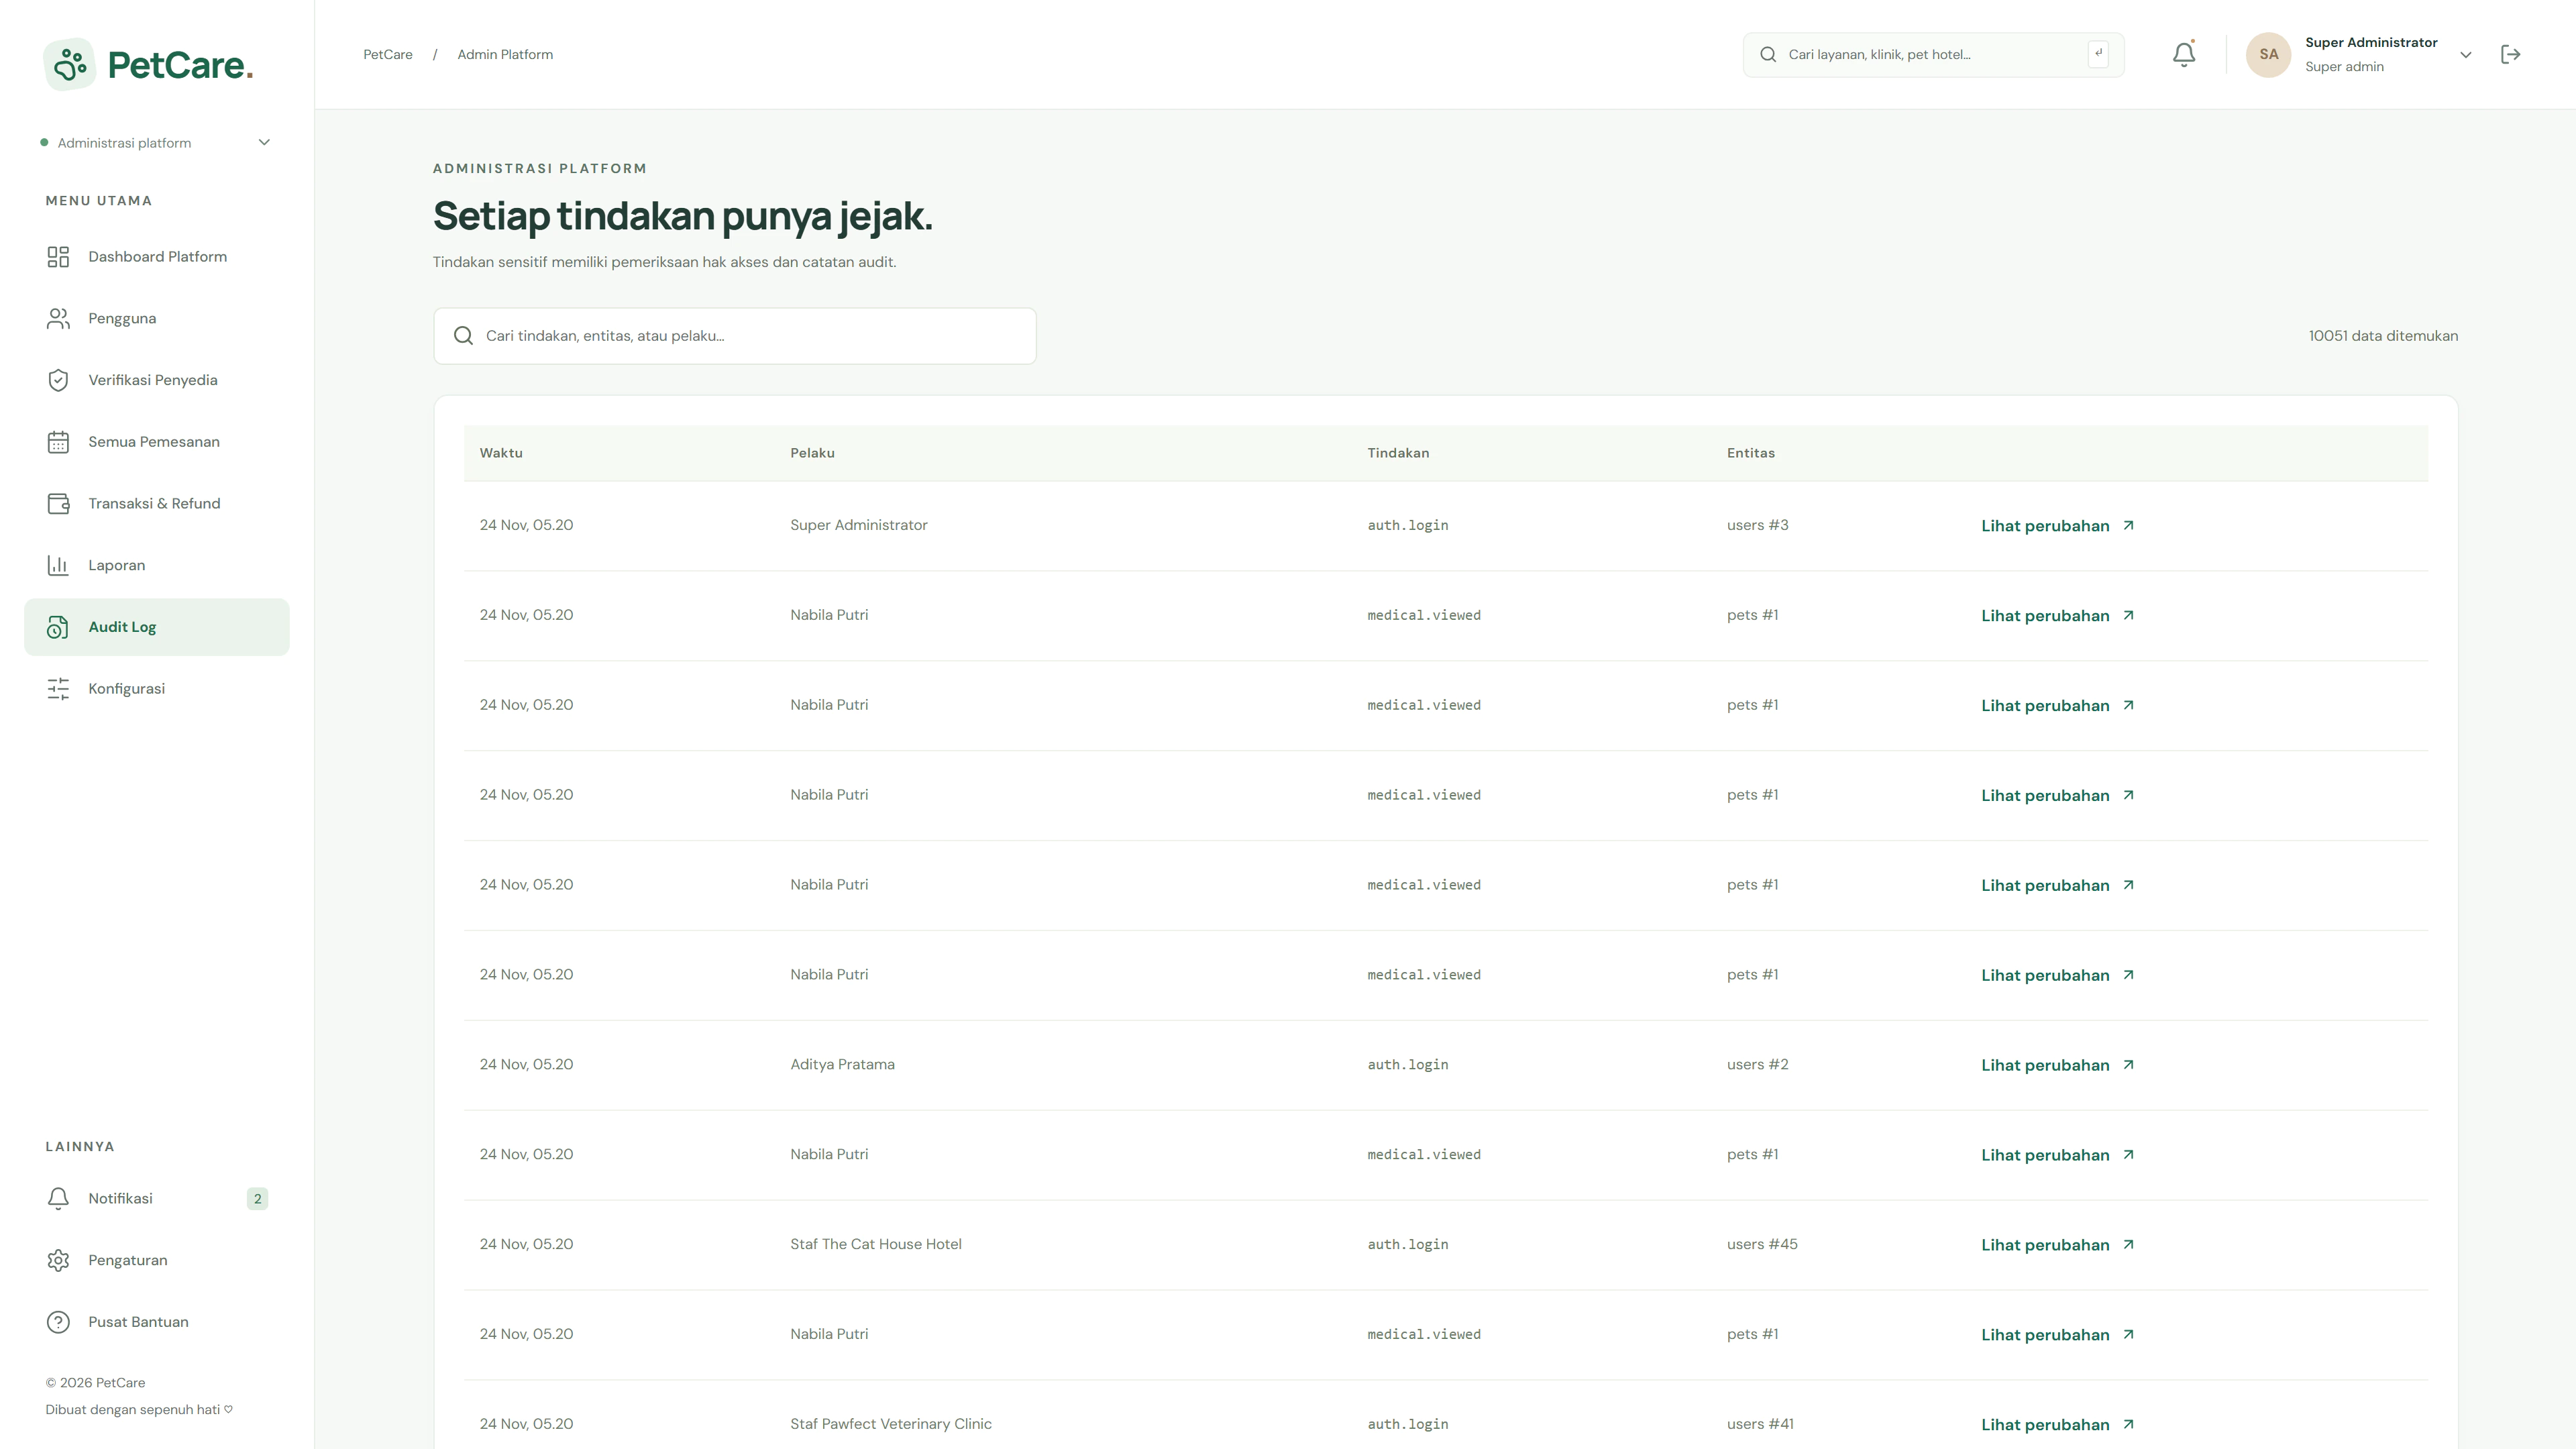 PetCare.
Administrasi platform
MENU UTAMA
Dashboard Platform
Pengguna
Verifikasi Penyedia
Semua Pemesanan
Transaksi & Refund
Laporan
Audit Log
Konfigurasi
LAINNYA
Notifikasi 2
Pengaturan
Pusat Bantuan
© 2026 PetCare
Dibuat dengan sepenuh hati ♡
PetCare / Admin Platform
Cari layanan, klinik, pet hotel... ↵
SA
Super Administrator
Super admin
ADMINISTRASI PLATFORM
Setiap tindakan punya jejak.
Tindakan sensitif memiliki pemeriksaan hak akses dan catatan audit.
Cari tindakan, entitas, atau pelaku...
10051 data ditemukan
Waktu Pelaku Tindakan Entitas
24 Nov, 05.20 Super Administrator auth.login users #3 Lihat perubahan
24 Nov, 05.20 Nabila Putri medical.viewed pets #1 Lihat perubahan
24 Nov, 05.20 Nabila Putri medical.viewed pets #1 Lihat perubahan
24 Nov, 05.20 Nabila Putri medical.viewed pets #1 Lihat perubahan
24 Nov, 05.20 Nabila Putri medical.viewed pets #1 Lihat perubahan
24 Nov, 05.20 Nabila Putri medical.viewed pets #1 Lihat perubahan
24 Nov, 05.20 Aditya Pratama auth.login users #2 Lihat perubahan
24 Nov, 05.20 Nabila Putri medical.viewed pets #1 Lihat perubahan
24 Nov, 05.20 Staf The Cat House Hotel auth.login users #45 Lihat perubahan
24 Nov, 05.20 Nabila Putri medical.viewed pets #1 Lihat perubahan
24 Nov, 05.20 Staf Pawfect Veterinary Clinic auth.login users #41 Lihat perubahan